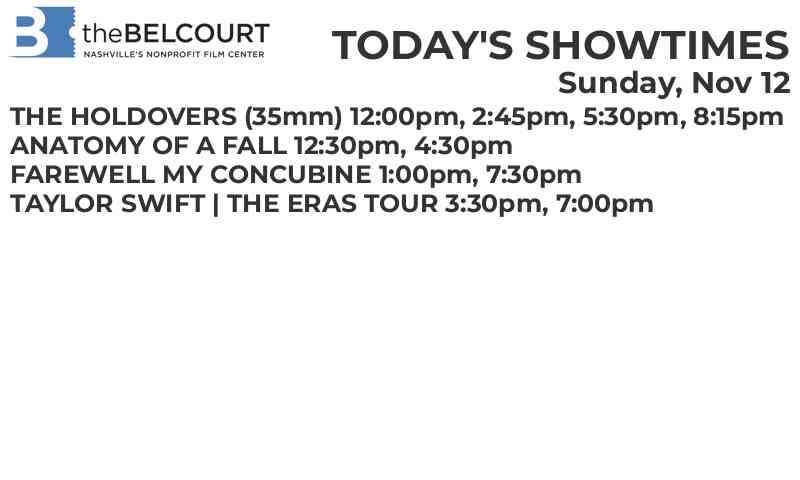 B theBELCOURT
NASHVILLE'S NONPROFIT FILM CENTER
TODAY'S SHOWTIMES
Sunday, Nov 12
THE HOLDOVERS (35mm) 12:00pm, 2:45pm, 5:30pm, 8:15pm
ANATOMY OF A FALL 12:30pm, 4:30pm
FAREWELL MY CONCUBINE 1:00pm, 7:30pm
TAYLOR SWIFT | THE ERAS TOUR 3:30pm, 7:00pm